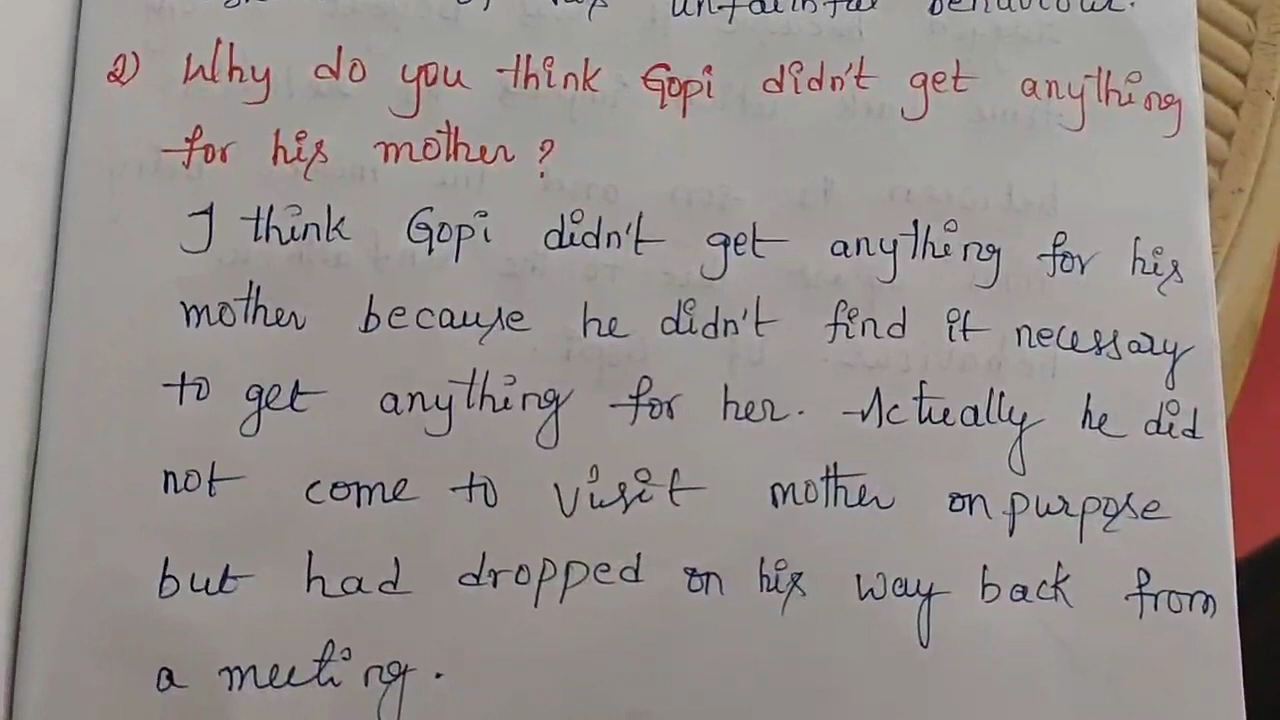 unfaithful behaviour.
2) Why do you think Gopi didn't get anything
for his mother?
I think Gopi didn't get anything for his
mother because he didn't find it necessary
to get anything for her. Actually he did
not come to visit mother on purpose
but had dropped on his way back from
a meeting.